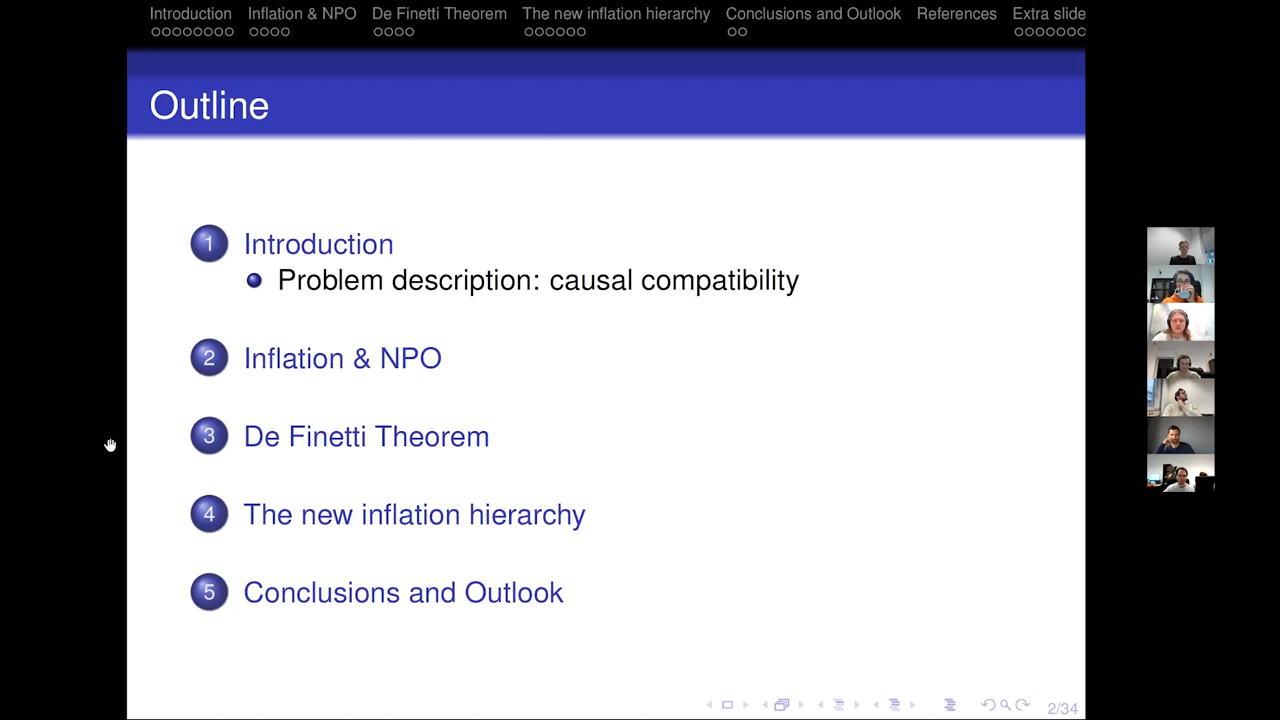 Introduction Inflation & NPO De Finetti Theorem The new inflation hierarchy Conclusions and Outlook References Extra slide
Outline
1 Introduction
Problem description: causal compatibility
2 Inflation & NPO
3 De Finetti Theorem
4 The new inflation hierarchy
5 Conclusions and Outlook
2/34